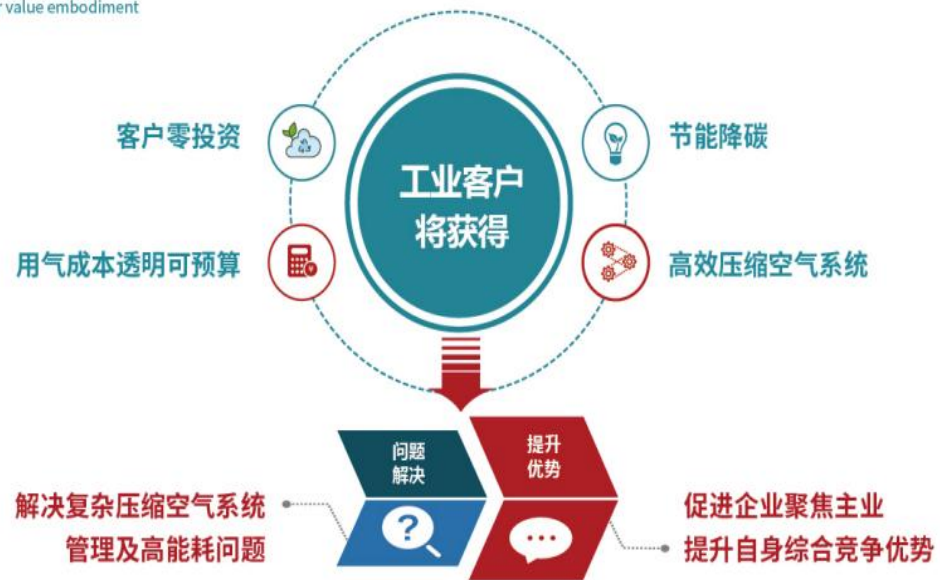 value embodiment
客户零投资
节能降碳
工业客户
将获得
用气成本透明可预算
高效压缩空气系统
问题
解决
提升
优势
解决复杂压缩空气系统
管理及高能耗问题
促进企业聚焦主业
提升自身综合竞争优势